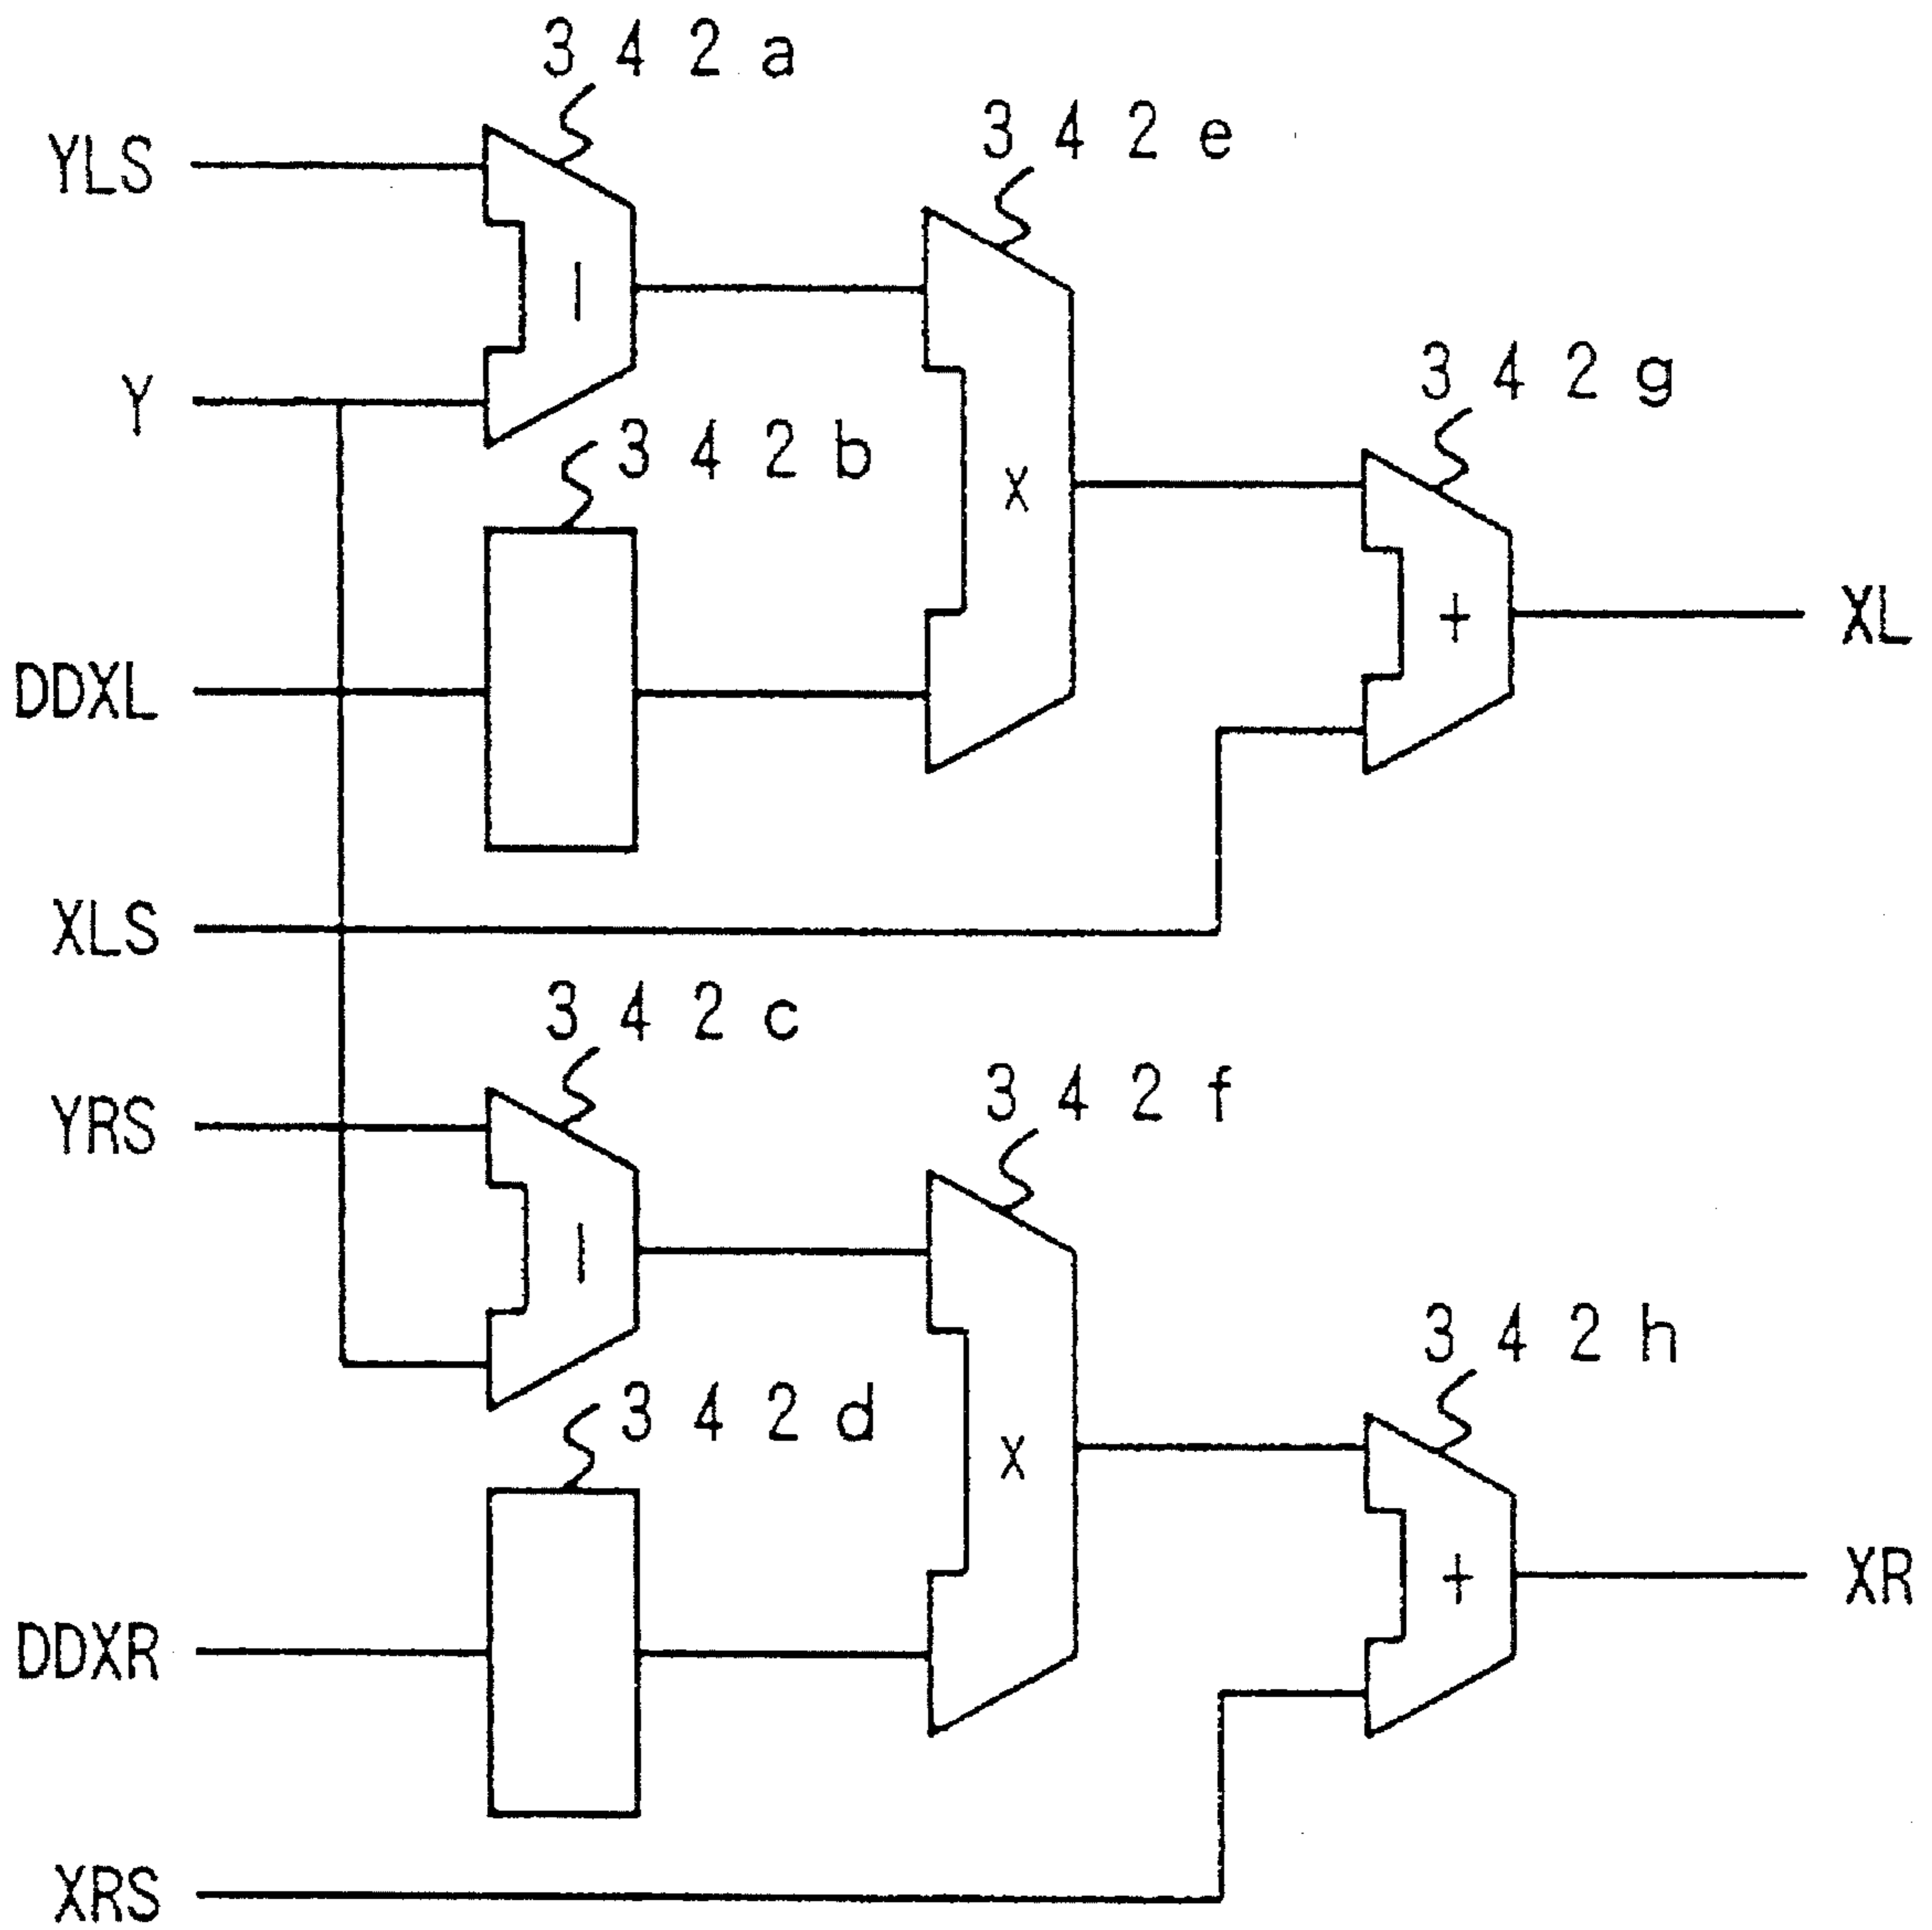 3 4 2 a
YLS
3 4 2 e
|
Y
3 4 2 g
3 4 2 b
X
+
XL
DDXL
XLS
3 4 2 c
YRS
3 4 2 f
|
3 4 2 h
3 4 2 d
X
+
XR
DDXR
XRS